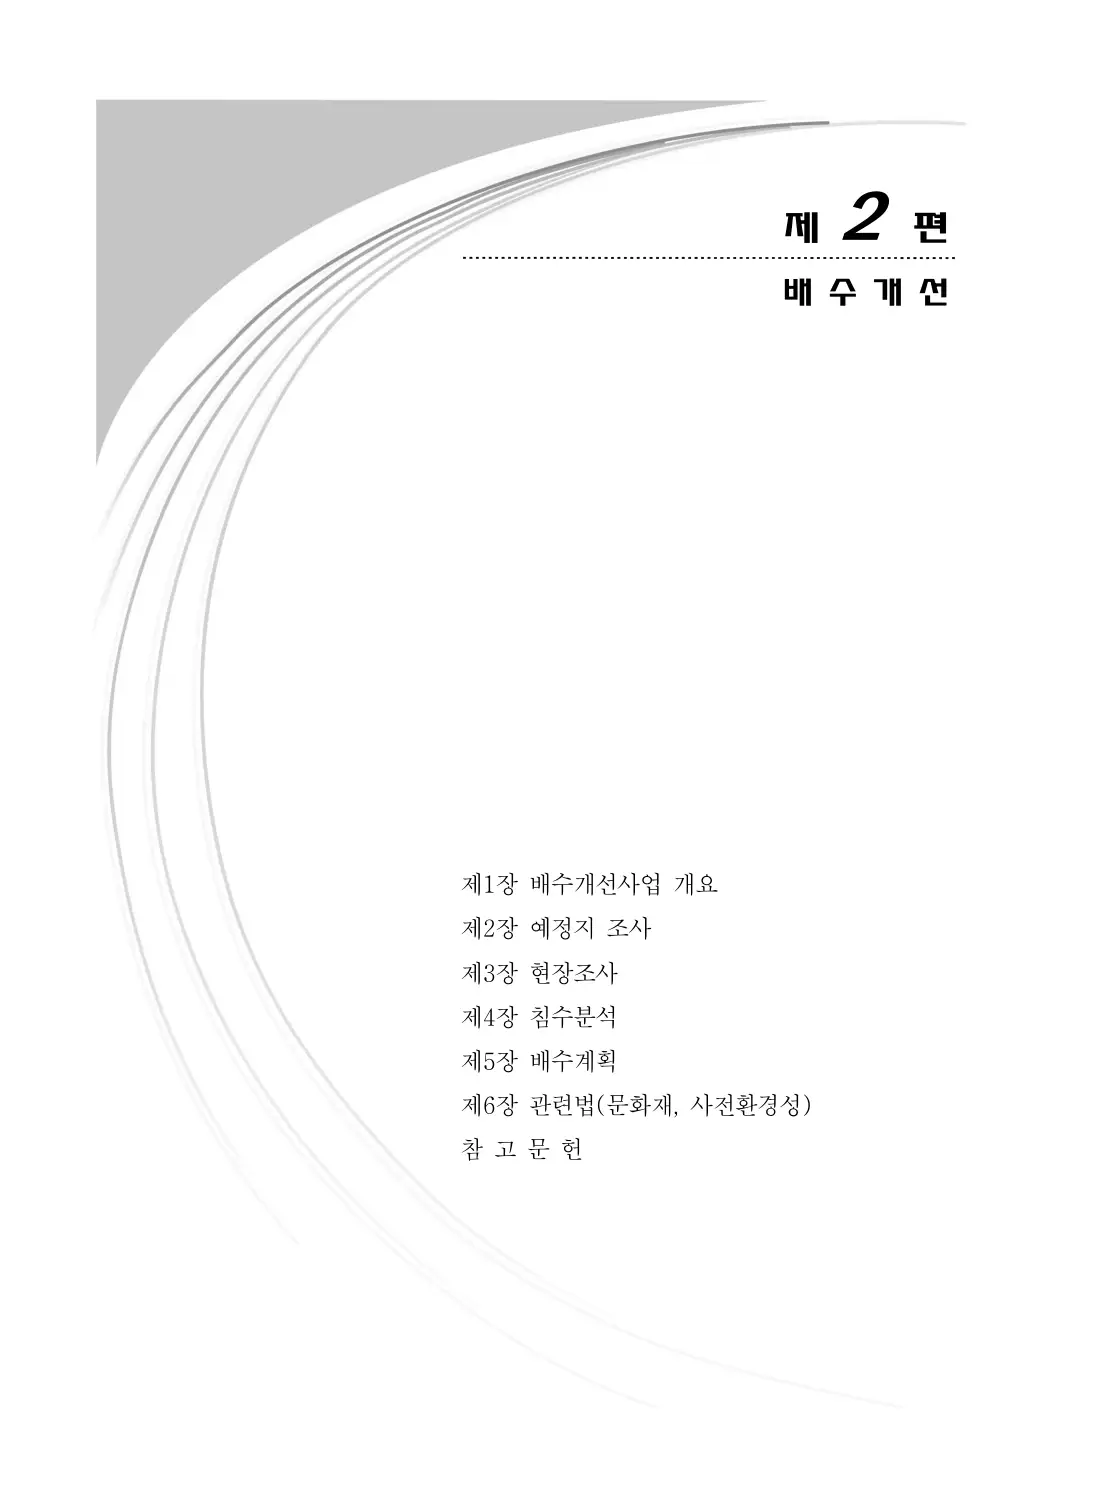 제 2 편
배 수 개 선
제1장 배수개선사업 개요
제2장 예정지 조사
제3장 현장조사
제4장 침수분석
제5장 배수계획
제6장 관련법(문화재, 사전환경성)
참 고 문 헌